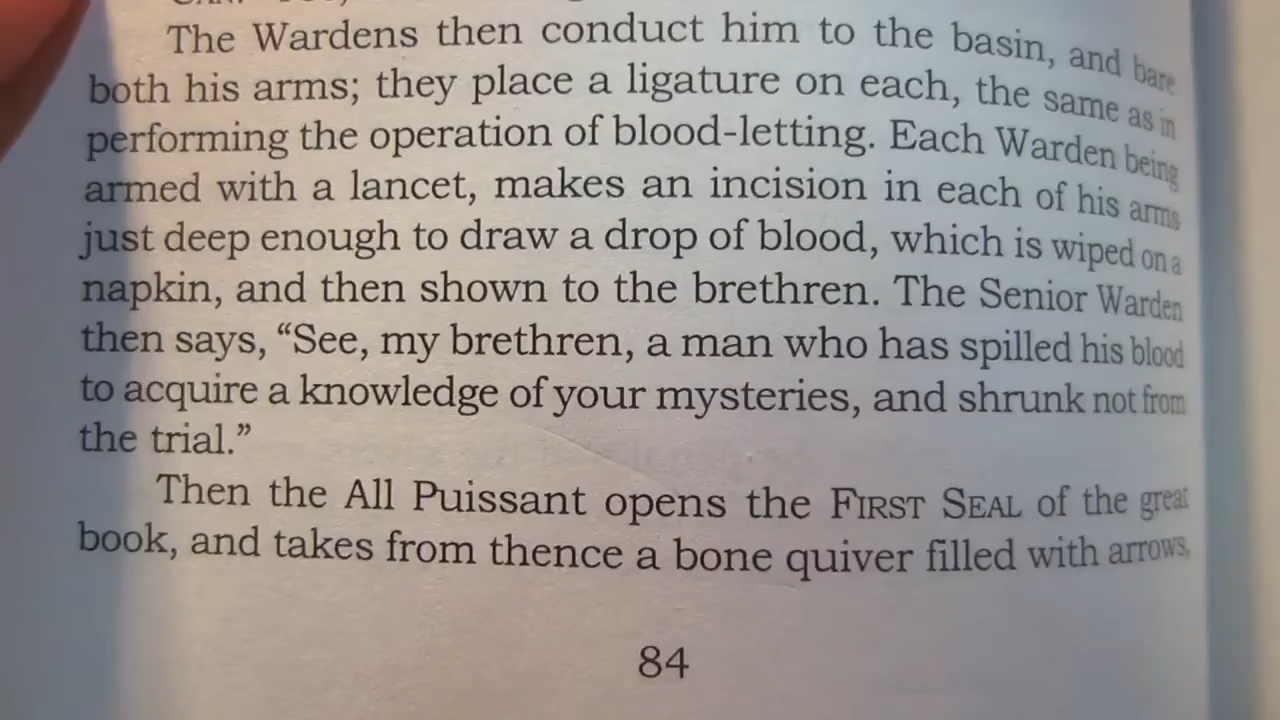 The Wardens then conduct him to the basin, and bare
both his arms; they place a ligature on each, the same as in
performing the operation of blood-letting. Each Warden being
armed with a lancet, makes an incision in each of his arms
just deep enough to draw a drop of blood, which is wiped on a
napkin, and then shown to the brethren. The Senior Warden
then says, “See, my brethren, a man who has spilled his blood
to acquire a knowledge of your mysteries, and shrunk not from
the trial.”
Then the All Puissant opens the FIRST SEAL of the great
book, and takes from thence a bone quiver filled with arrows,
84